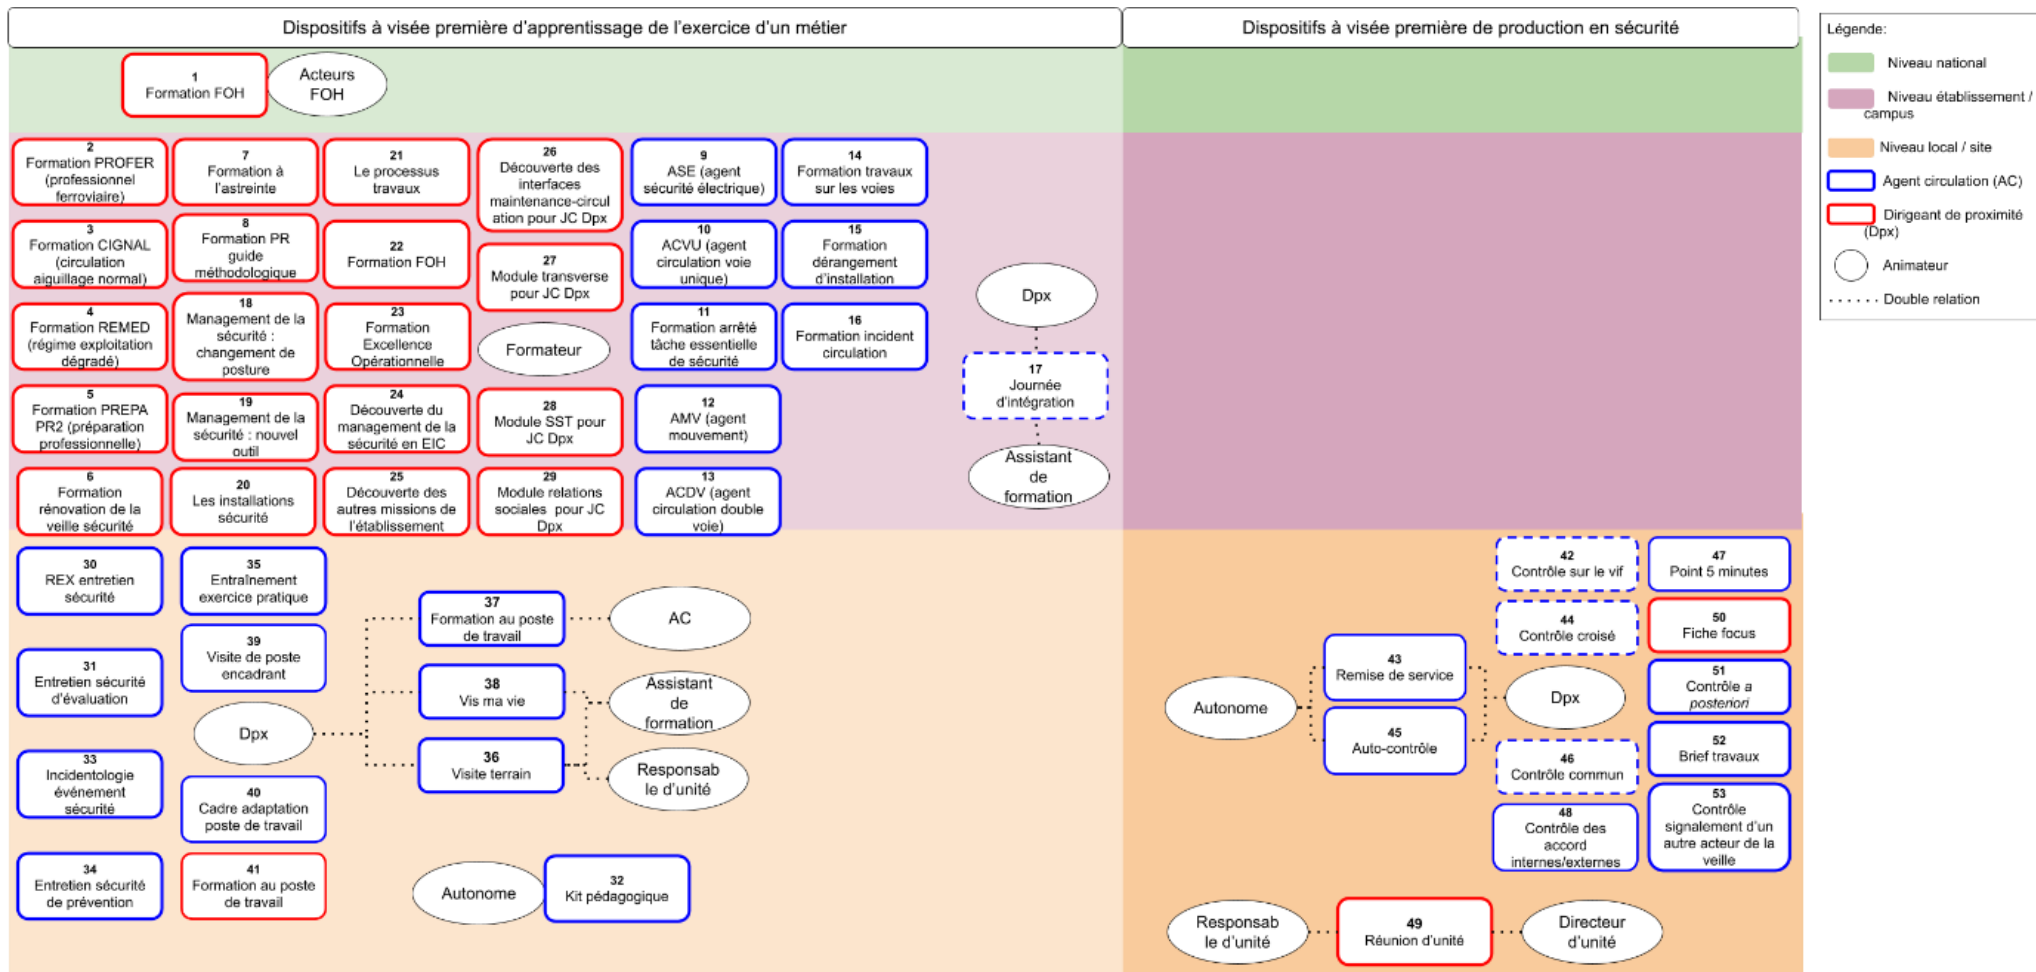 Dispositifs à visée première d'apprentissage de l'exercice d'un métier
Dispositifs à visée première de production en sécurité
Légende:
Niveau national
Niveau établissement /
campus
Niveau local / site
Agent circulation (AC)
Dirigeant de proximité
(Dpx)
Animateur
Double relation
1
Formation FOH
Acteurs
FOH
2
Formation PROFER
(professionnel
ferroviaire)
7
Formation à
l'astreinte
21
Le processus
travaux
26
Découverte des
interfaces
maintenance-circul
ation pour JC Dpx
9
ASE (agent
sécurité électrique)
14
Formation travaux
sur les voies
3
Formation CIGNAL
(circulation
aiguillage normal)
8
Formation PR
guide
méthodologique
22
Formation FOH
27
Module transverse
pour JC Dpx
10
ACVU (agent
circulation voie
unique)
15
Formation
dérangement
d'installation
4
Formation REMED
(régime exploitation
dégradé)
18
Management de la
sécurité :
changement de
posture
23
Formation
Excellence
Opérationnelle
Formateur
11
Formation arrêté
tâche essentielle
de sécurité
16
Formation incident
circulation
Dpx
17
Journée
d'intégration
Assistant
de
formation
5
Formation PREPA
PR2 (préparation
professionnelle)
19
Management de la
sécurité : nouvel
outil
24
Découverte du
management de la
sécurité en EIC
28
Module SST pour
JC Dpx
12
AMV (agent
mouvement)
6
Formation
rénovation de la
veille sécurité
20
Les installations
sécurité
25
Découverte des
autres missions de
l'établissement
29
Module relations
sociales pour JC
Dpx
13
ACDV (agent
circulation double
voie)
30
REX entretien
sécurité
35
Entraînement
exercice pratique
31
Entretien sécurité
d'évaluation
39
Visite de poste
encadrant
Dpx
33
Incidentologie
événement
sécurité
40
Cadre adaptation
poste de travail
34
Entretien sécurité
de prévention
41
Formation au poste
de travail
37
Formation au poste
de travail
AC
38
Vis ma vie
Assistant
de
formation
36
Visite terrain
Responsab
le d'unité
Autonome
32
Kit pédagogique
42
Contrôle sur le vif
47
Point 5 minutes
44
Contrôle croisé
50
Fiche focus
Autonome
43
Remise de service
45
Auto-contrôle
Dpx
51
Contrôle a
posteriori
46
Contrôle commun
52
Brief travaux
48
Contrôle des
accord
internes/externes
53
Contrôle
signalement d'un
autre acteur de la
veille
Responsab
le d'unité
49
Réunion d'unité
Directeur
d'unité